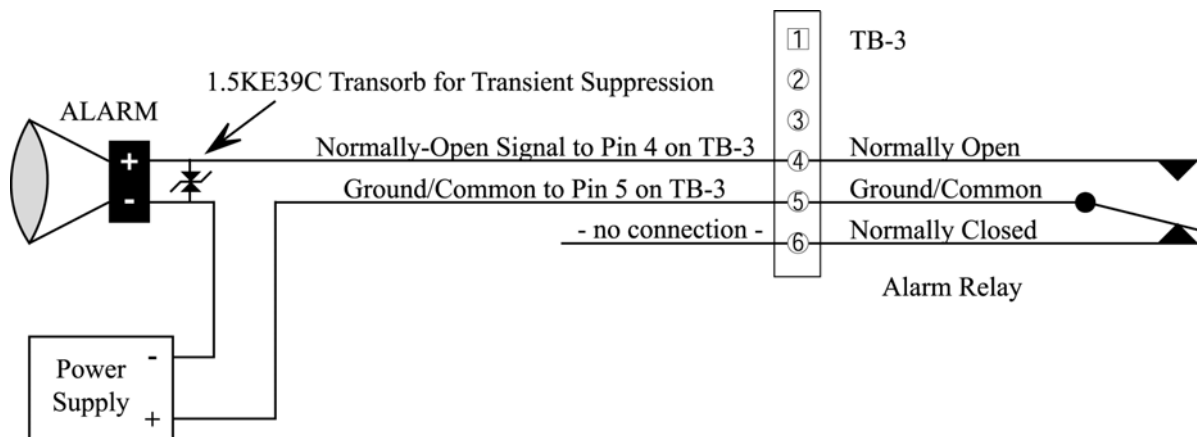 1 TB-3
2
1.5KE39C Transorb for Transient Suppression
ALARM
3
+ Normally-Open Signal to Pin 4 on TB-3 4 Normally Open
- Ground/Common to Pin 5 on TB-3 5 Ground/Common
- no connection - 6 Normally Closed
Alarm Relay
Power Supply
-
+